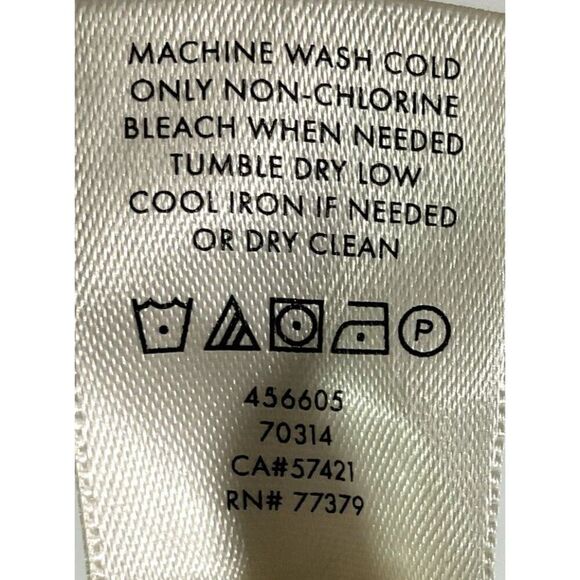 MACHINE WASH COLD
ONLY NON-CHLORINE
BLEACH WHEN NEEDED
TUMBLE DRY LOW
COOL IRON IF NEEDED
OR DRY CLEAN
P
456605
70314
CA#57421
RN# 77379